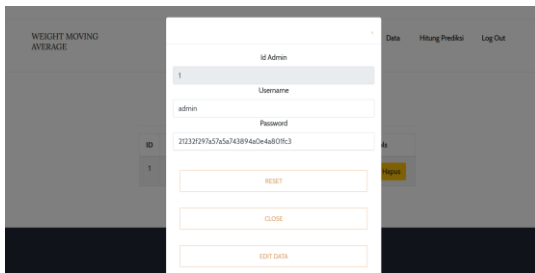 WEIGHT MOVING
AVERAGE
Data
Hitung Prediksi
Log Out
×
Id Admin
1
Username
admin
Password
21232f297a57a5a743894a0e4a801fc3
ID
1
Hapus
RESET
CLOSE
EDIT DATA